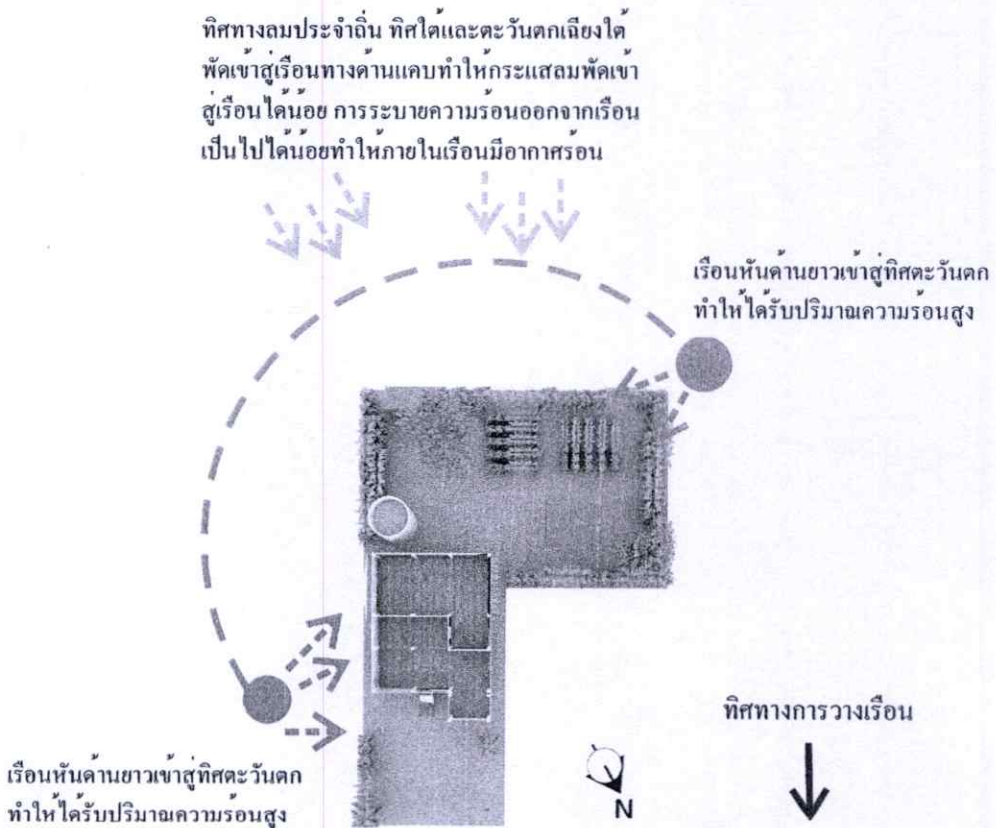 ทิศทางลมประจำถิ่น ทิศใต้และตะวันตกเฉียงใต้
พัดเข้าสู่เรือนทางด้านแคบทำให้กระแสลมพัดเข้า
สู่เรือนได้น้อย การระบายความร้อนออกจากเรือน
เป็นไปได้น้อยทำให้ภายในเรือนมีอากาศร้อน
เรือนหันด้านยาวเข้าสู่ทิศตะวันตก
ทำให้ได้รับปริมาณความร้อนสูง
ทิศทางการวางเรือน
เรือนหันด้านยาวเข้าสู่ทิศตะวันตก
ทำให้ได้รับปริมาณความร้อนสูง
N